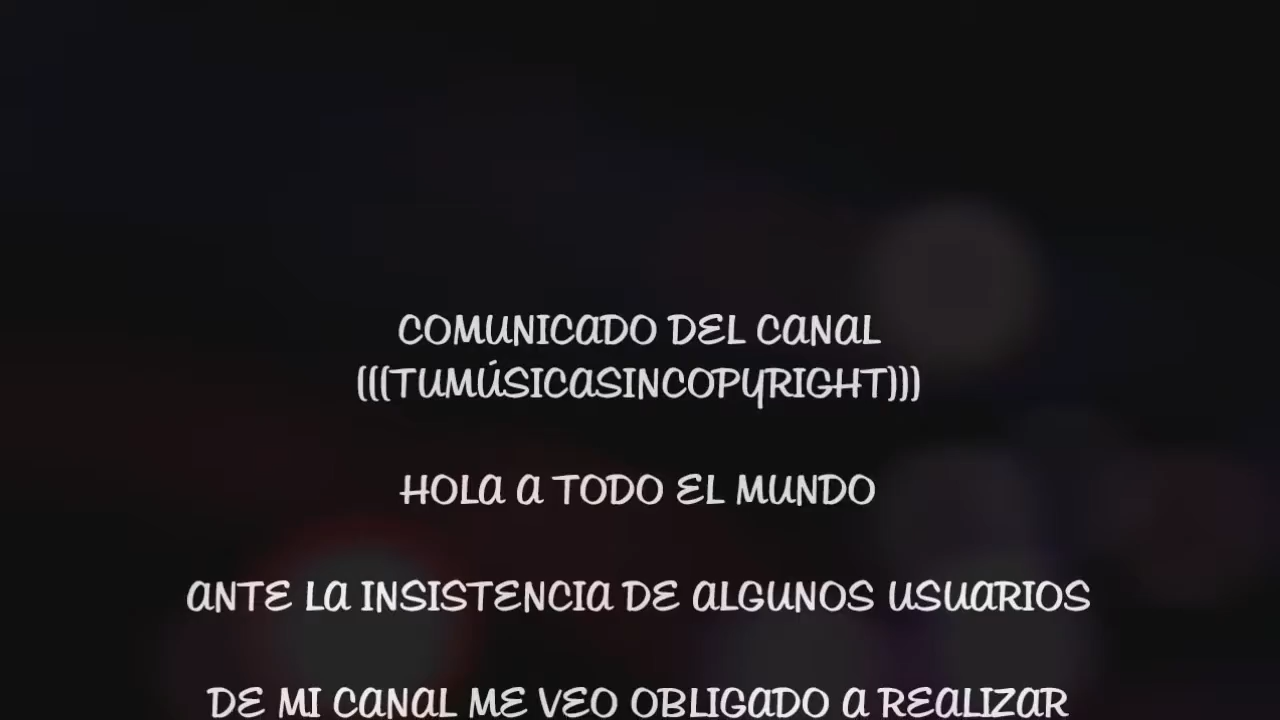 COMUNICADO DEL CANAL
(((TUMÚSICASINCOPYRIGHT)))
HOLA A TODO EL MUNDO
ANTE LA INSISTENCIA DE ALGUNOS USUARIOS
DE MI CANAL ME VEO OBLIGADO A REALIZAR